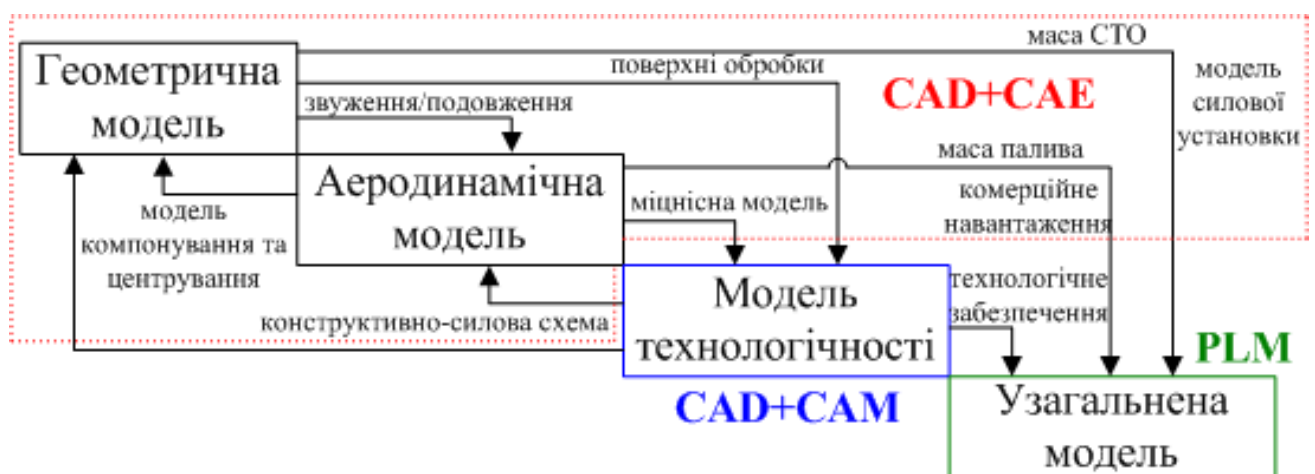 маса СТО
Геометрична
модель
поверхні обробки
CAD+CAE
модель
силової
установки
звуження/подовження
маса палива
Аеродинамічна
модель
міцнісна модель
комерційне
навантаження
модель
компонування та
центрування
Модель
технологічності
технологічне
забезпечення
конструктивно-силова схема
PLM
CAD+CAM
Узагальнена
модель